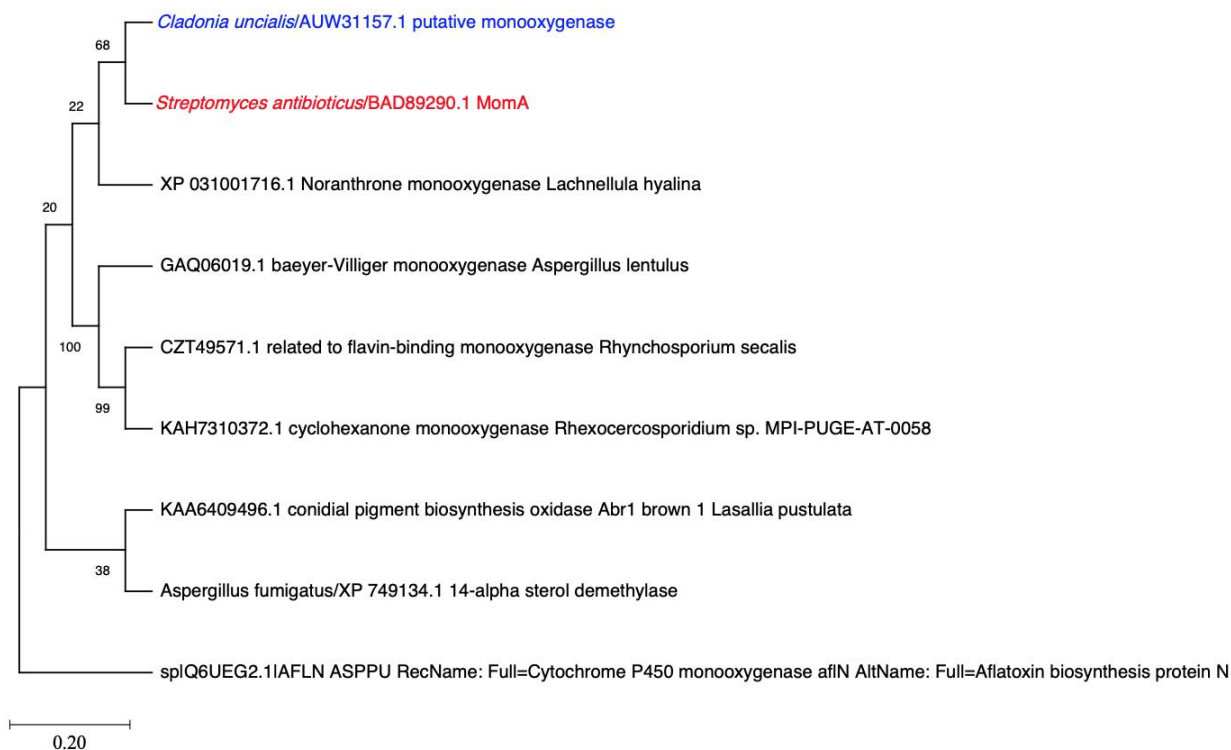 Cladonia uncialis/AUW31157.1 putative monooxygenase
68
Streptomyces antibioticus/BAD89290.1 MomA
22
XP 031001716.1 Noranthrone monooxygenase Lachnellula hyalina
20
GAQ06019.1 baeyer-Villiger monooxygenase Aspergillus lentulus
100
CZT49571.1 related to flavin-binding monooxygenase Rhynchosporium secalis
99
KAH7310372.1 cyclohexanone monooxygenase Rhexocercosporidium sp. MPI-PUGE-AT-0058
KAA6409496.1 conidial pigment biosynthesis oxidase Abr1 brown 1 Lasallia pustulata
38
Aspergillus fumigatus/XP 749134.1 14-alpha sterol demethylase
sp|Q6UEG2.1|AFLN ASPPU RecName: Full=Cytochrome P450 monooxygenase aflN AltName: Full=Aflatoxin biosynthesis protein N
0.20